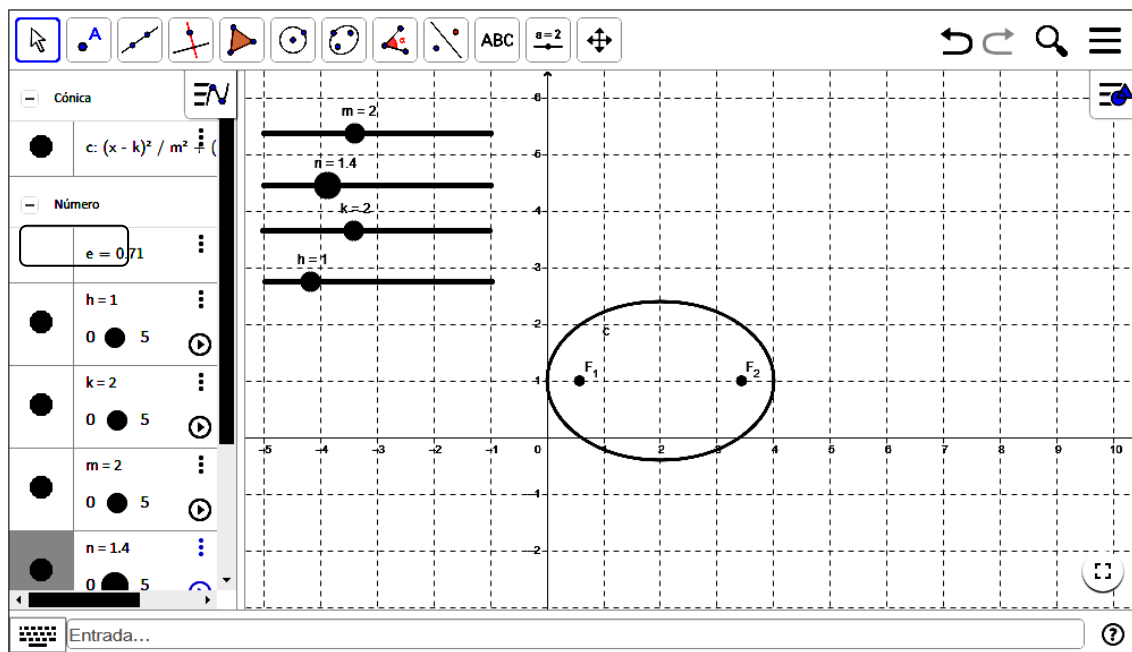 A
α
ABC
a = 2
Cónica
c: (x - k)² / m² + (
Número
e = 0.71
h = 1
0 5
k = 2
0 5
m = 2
0 5
n = 1.4
0 5
m = 2
n = 1.4
k = 2
h = 1
6
5
4
3
2
1
-1
-2
-5 -4 -3 -2 -1 0 1 2 3 4 5 6 7 8 9 10
c
F₁
F₂
Entrada...
?